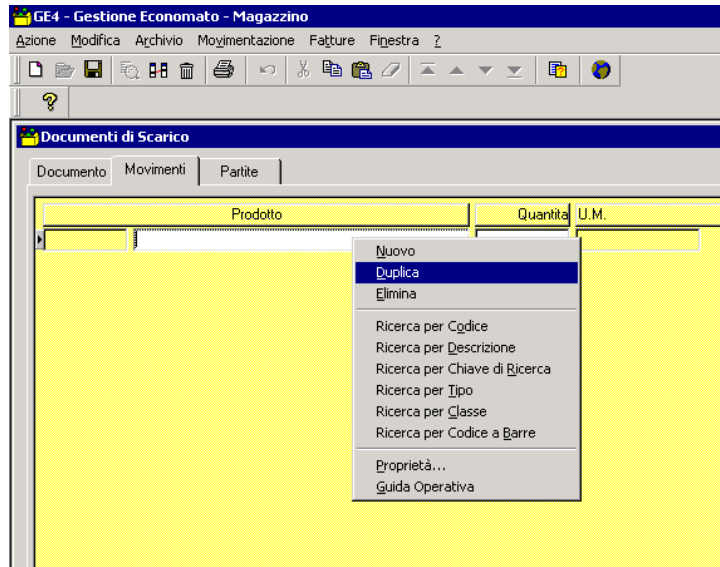 GE4 - Gestione Economato - Magazzino
Azione Modifica Archivio Movimentazione Fatture Finestra ?
Documenti di Scarico
Documento Movimenti Partite
Prodotto Quantita U.M.
Nuovo
Duplica
Elimina
Ricerca per Codice
Ricerca per Descrizione
Ricerca per Chiave di Ricerca
Ricerca per Tipo
Ricerca per Classe
Ricerca per Codice a Barre
Proprietà...
Guida Operativa